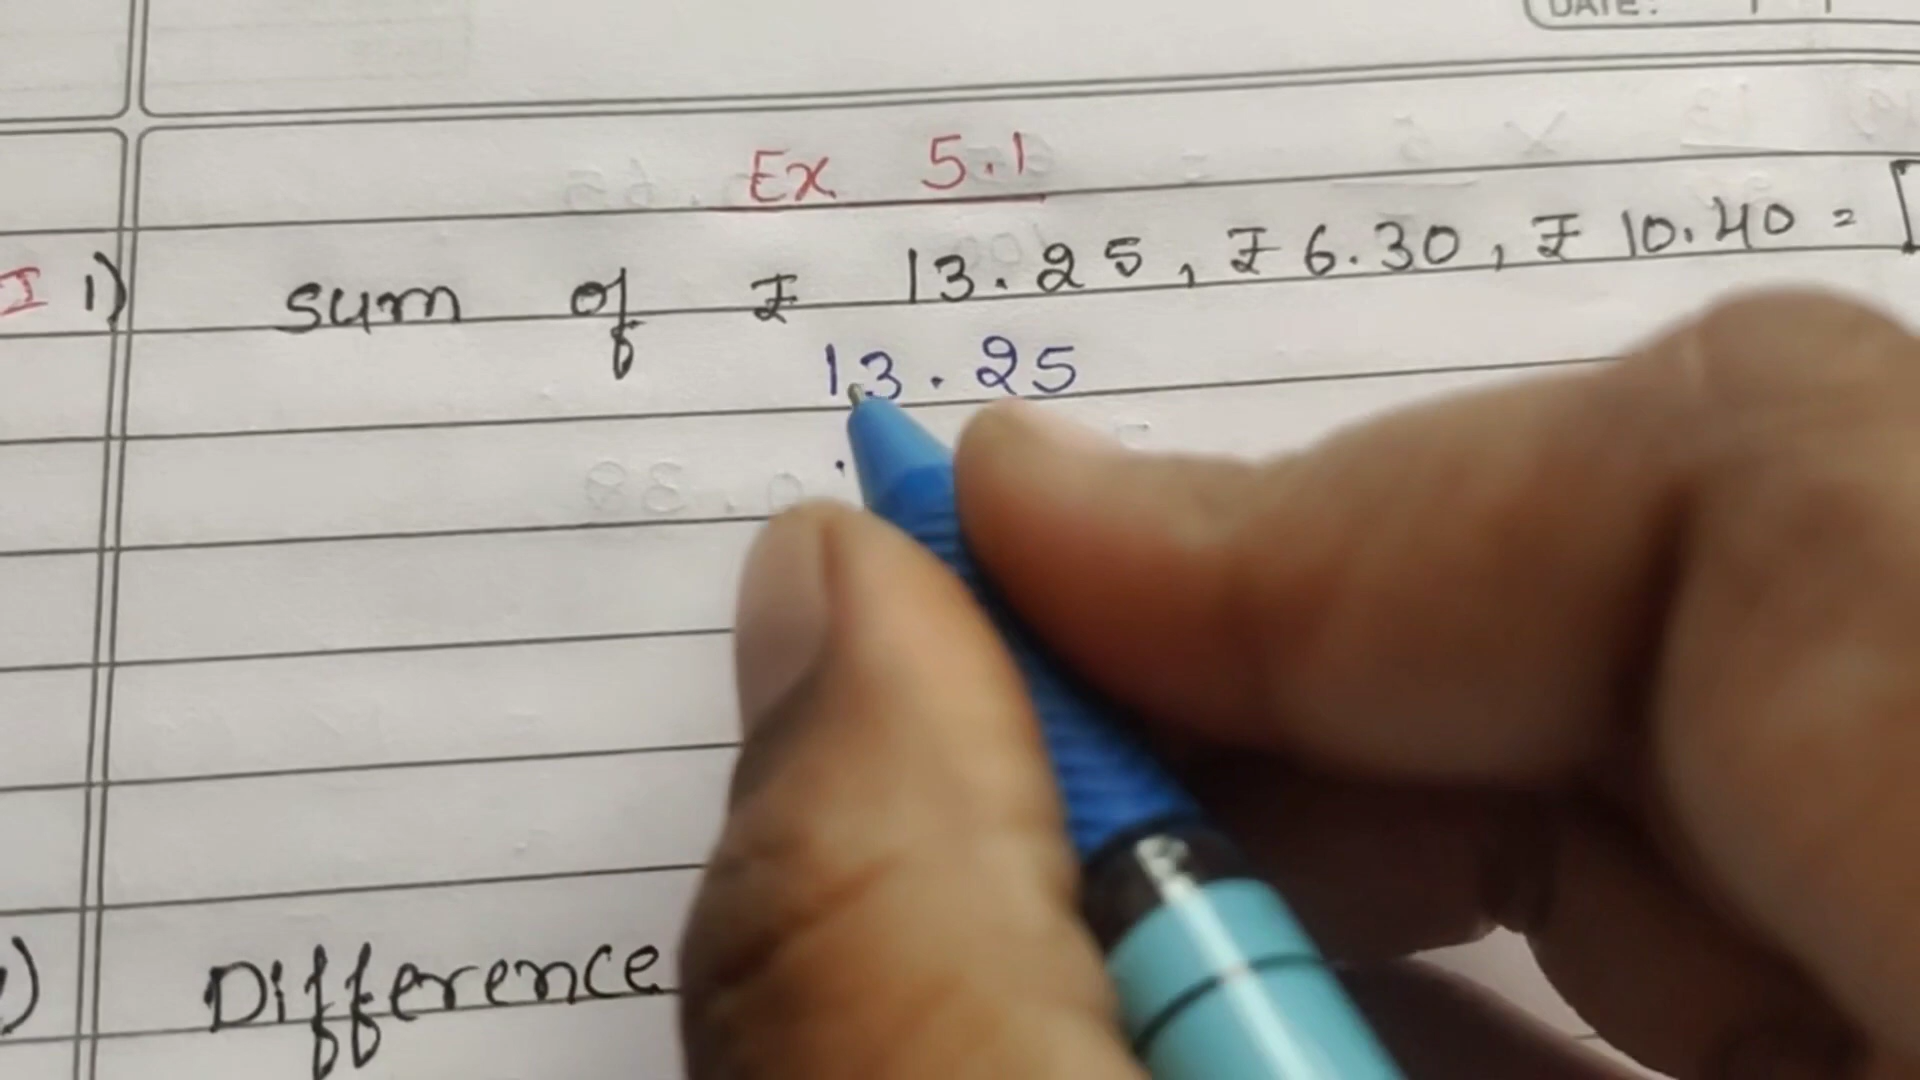 DATE:
Ex 5.1
I 1) Sum of ₹ 13.25, ₹ 6.30, ₹ 10.40 = [
13.25
) Difference